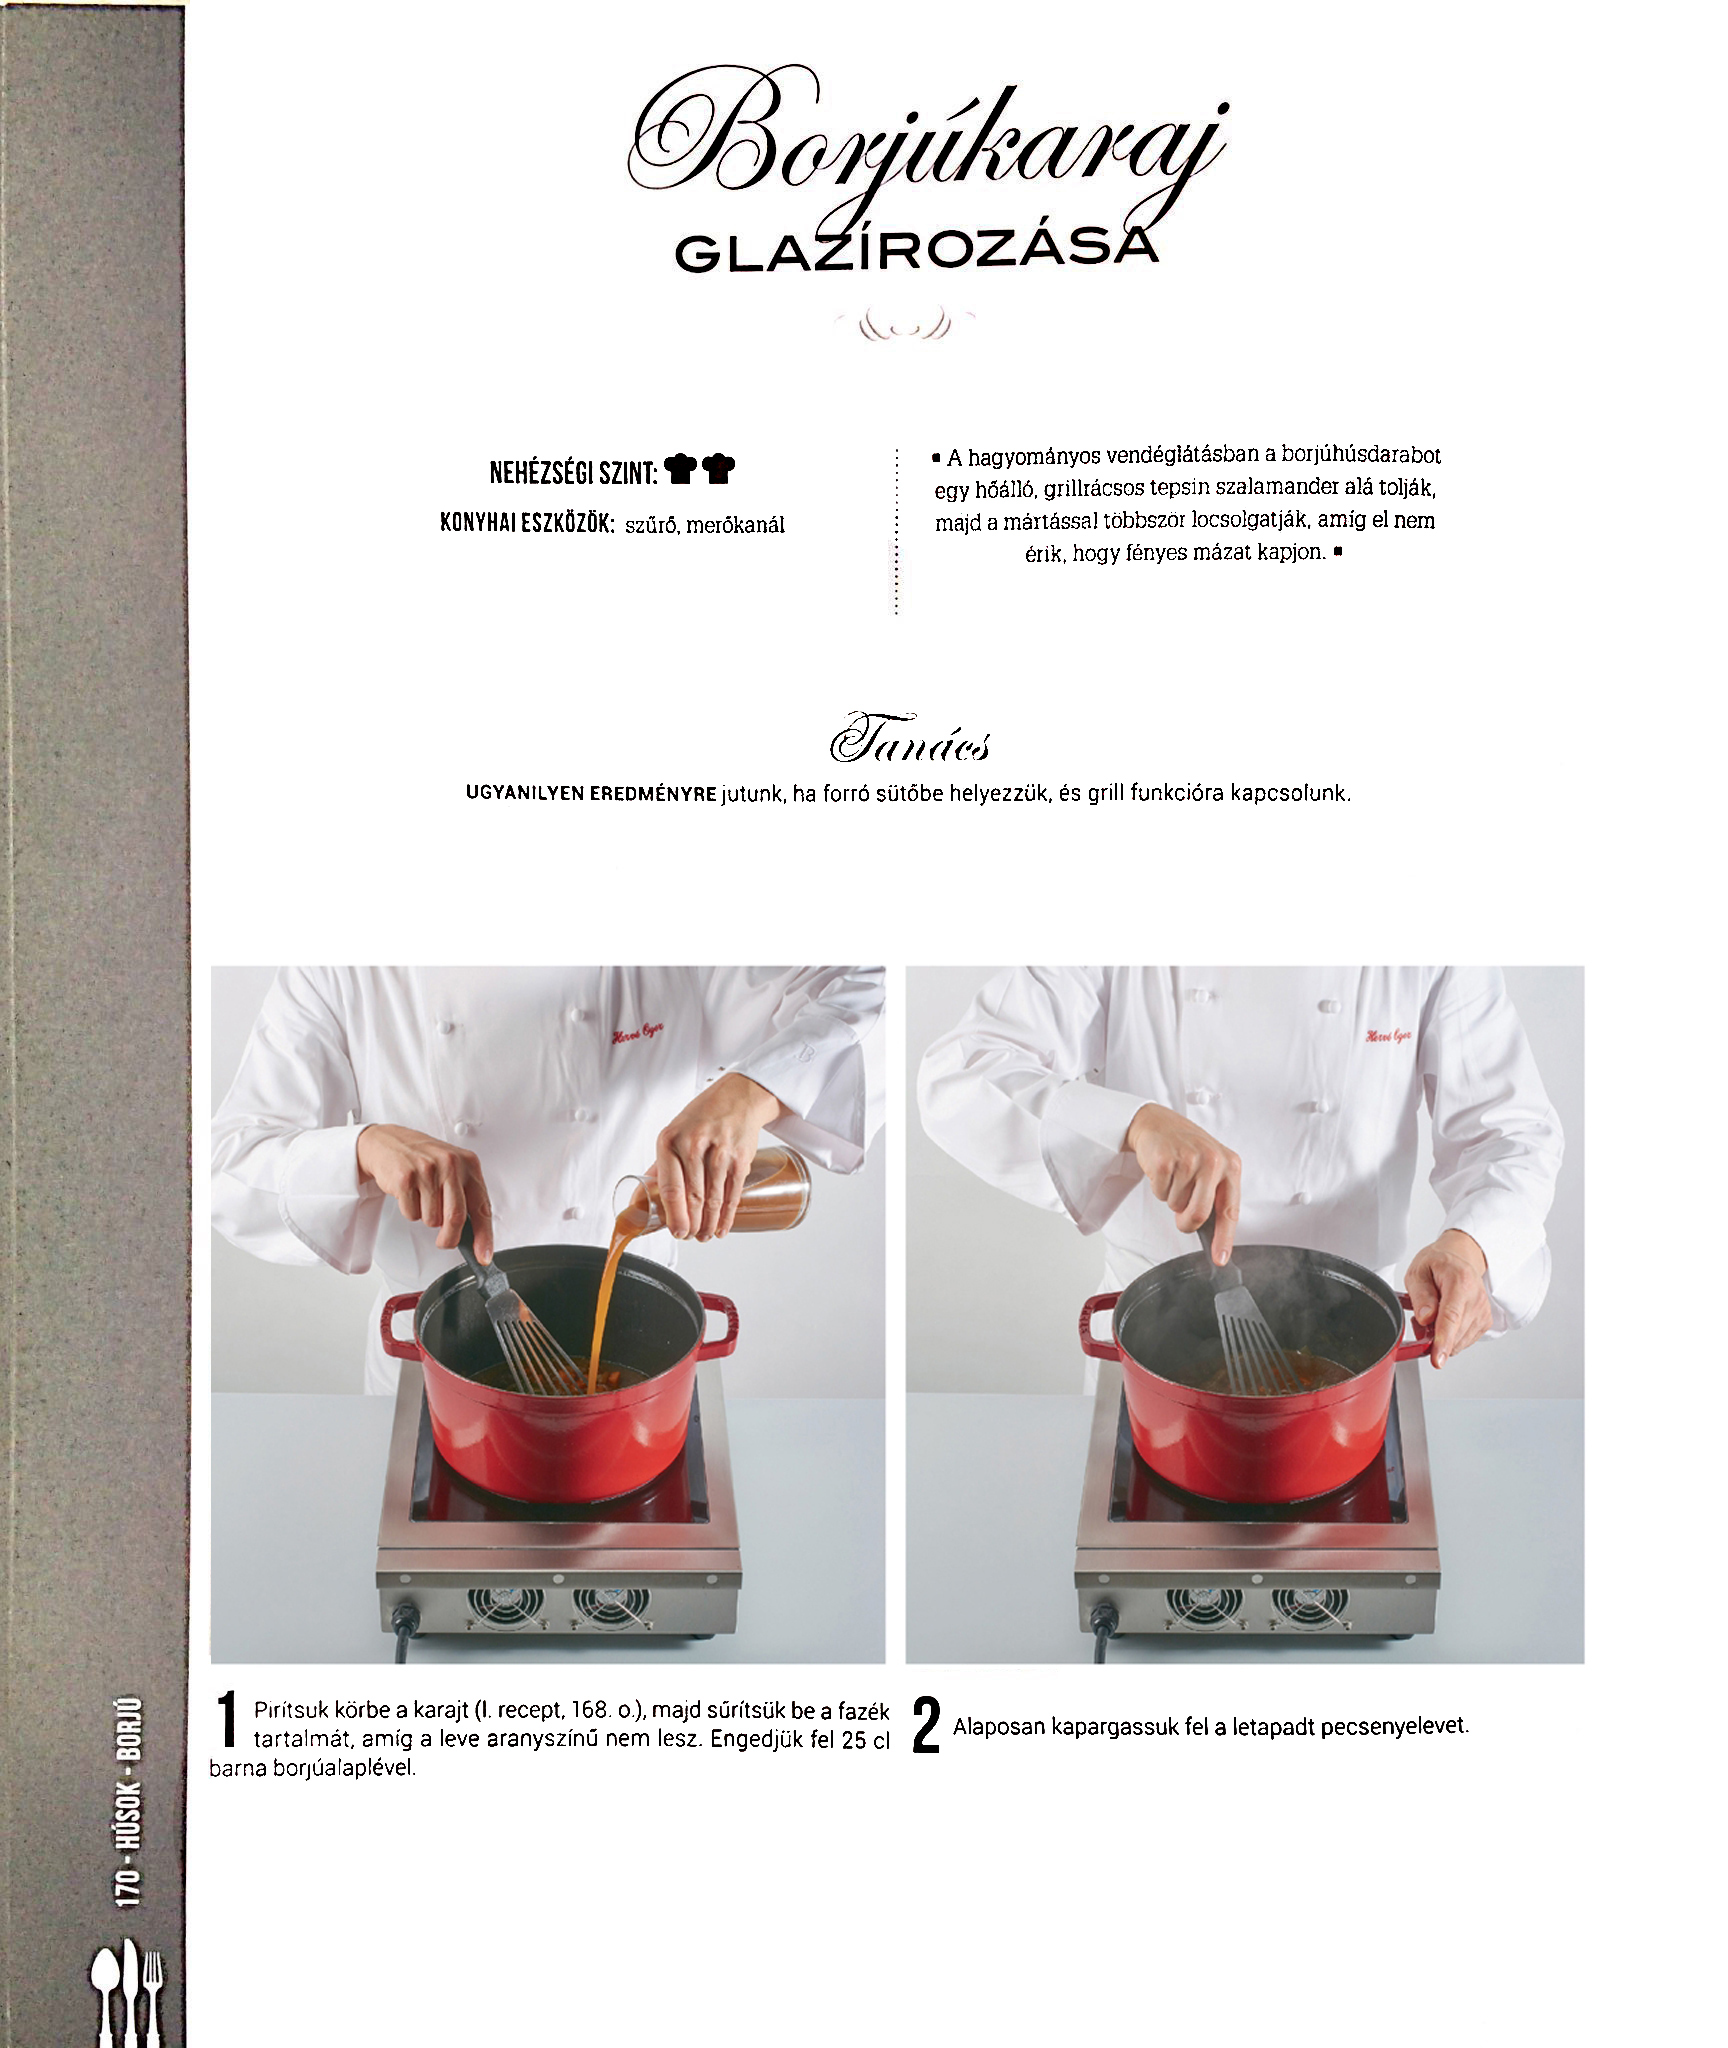 Borjúkaraj
GLAZÍROZÁSA
NEHÉZSÉGI SZINT:
KONYHAI ESZKÖZÖK: szűrő, merőkanál
▪ A hagyományos vendéglátásban a borjúhúsdarabot
egy hőálló, grillrácsos tepsin szalamander alá tolják,
majd a mártással többször locsolgatják, amíg el nem
érik, hogy fényes mázat kapjon. ▪
Tanács
UGYANILYEN EREDMÉNYRE jutunk, ha forró sütőbe helyezzük, és grill funkcióra kapcsolunk.
1 Pirítsuk körbe a karajt (l. recept, 168. o.), majd sűrítsük be a fazék
tartalmát, amíg a leve aranyszínű nem lesz. Engedjük fel 25 cl
barna borjúalaplével.
2 Alaposan kapargassuk fel a letapadt pecsenyelevet.
170 - HÚSOK - BORJÚ